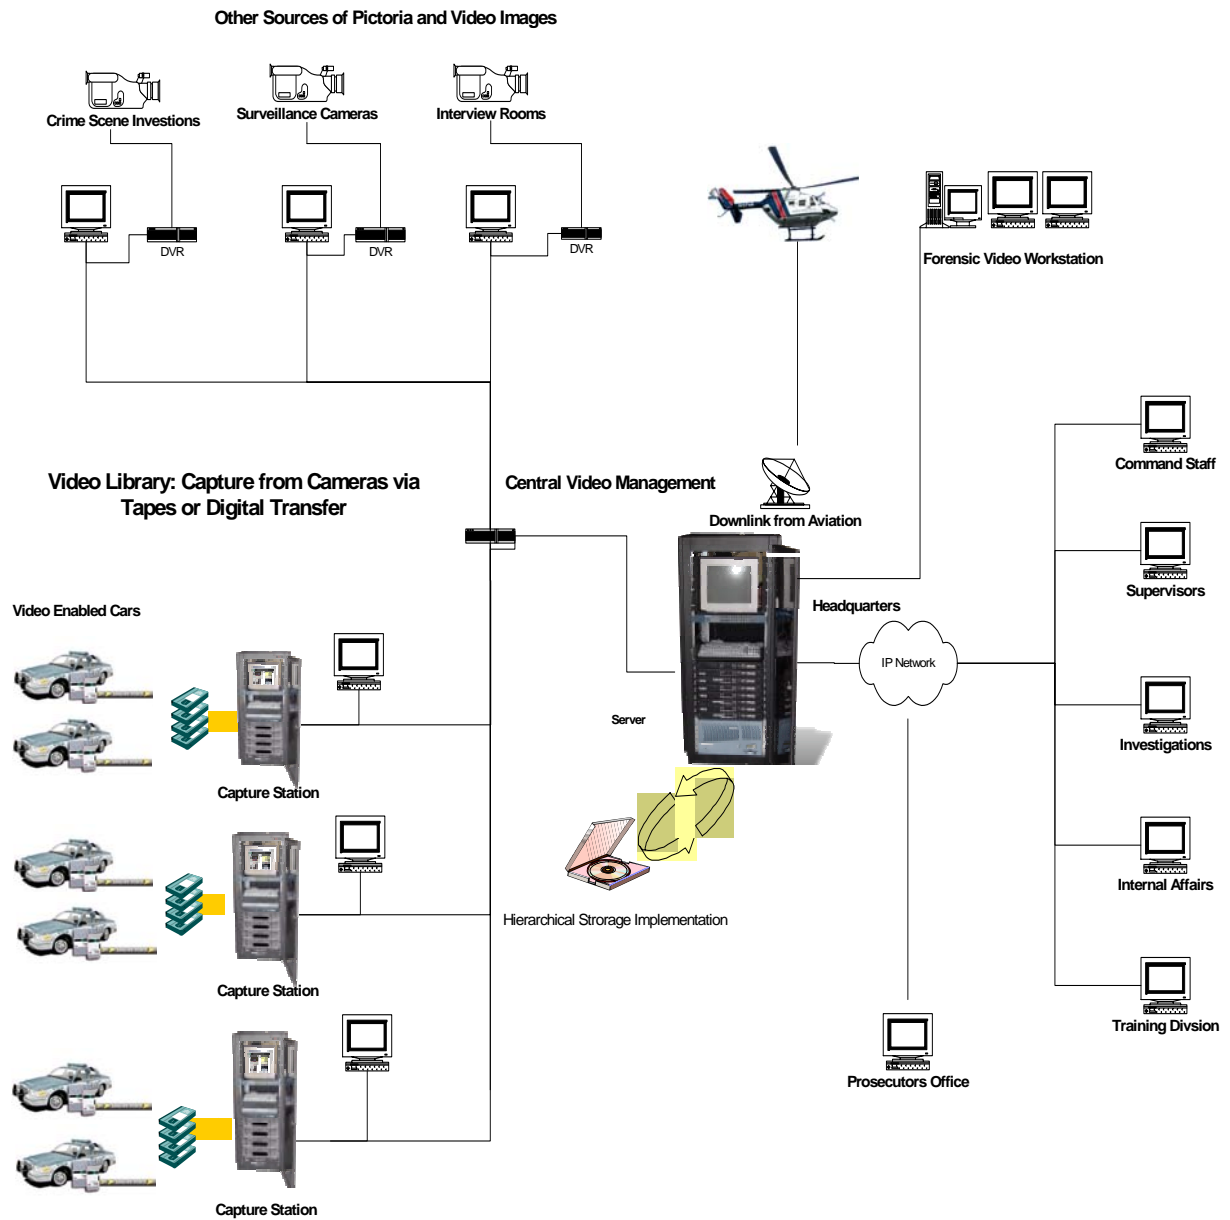 Other Sources of Pictoria and Video Images
Crime Scene Investions
Surveillance Cameras
Interview Rooms
DVR
DVR
DVR
Forensic Video Workstation
Video Library: Capture from Cameras via
Tapes or Digital Transfer
Central Video Management
Downlink from Aviation
Command Staff
Supervisors
Headquarters
Video Enabled Cars
IP Network
Server
Investigations
Capture Station
Internal Affairs
Hierarchical Strorage Implementation
Capture Station
Training Divsion
Prosecutors Office
Capture Station